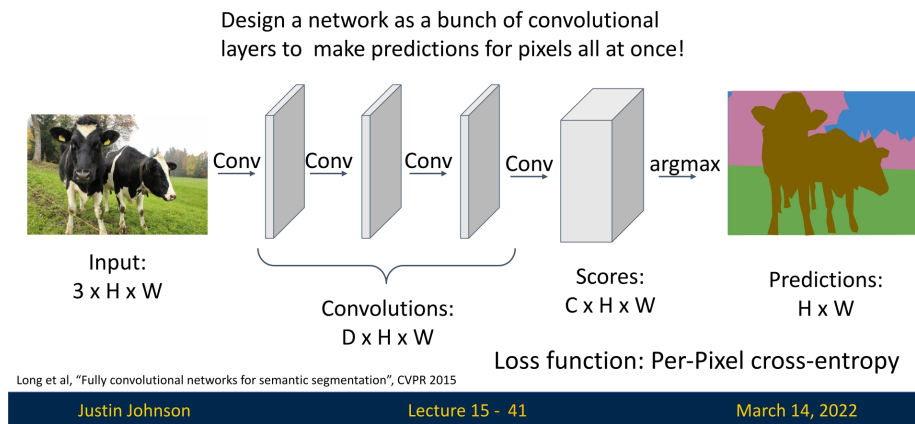 Design a network as a bunch of convolutional
layers to make predictions for pixels all at once!
Conv
Conv
Conv
Conv
argmax
Input:
3 x H x W
Convolutions:
D x H x W
Scores:
C x H x W
Predictions:
H x W
Loss function: Per-Pixel cross-entropy
Long et al, “Fully convolutional networks for semantic segmentation”, CVPR 2015
Justin Johnson
Lecture 15 - 41
March 14, 2022